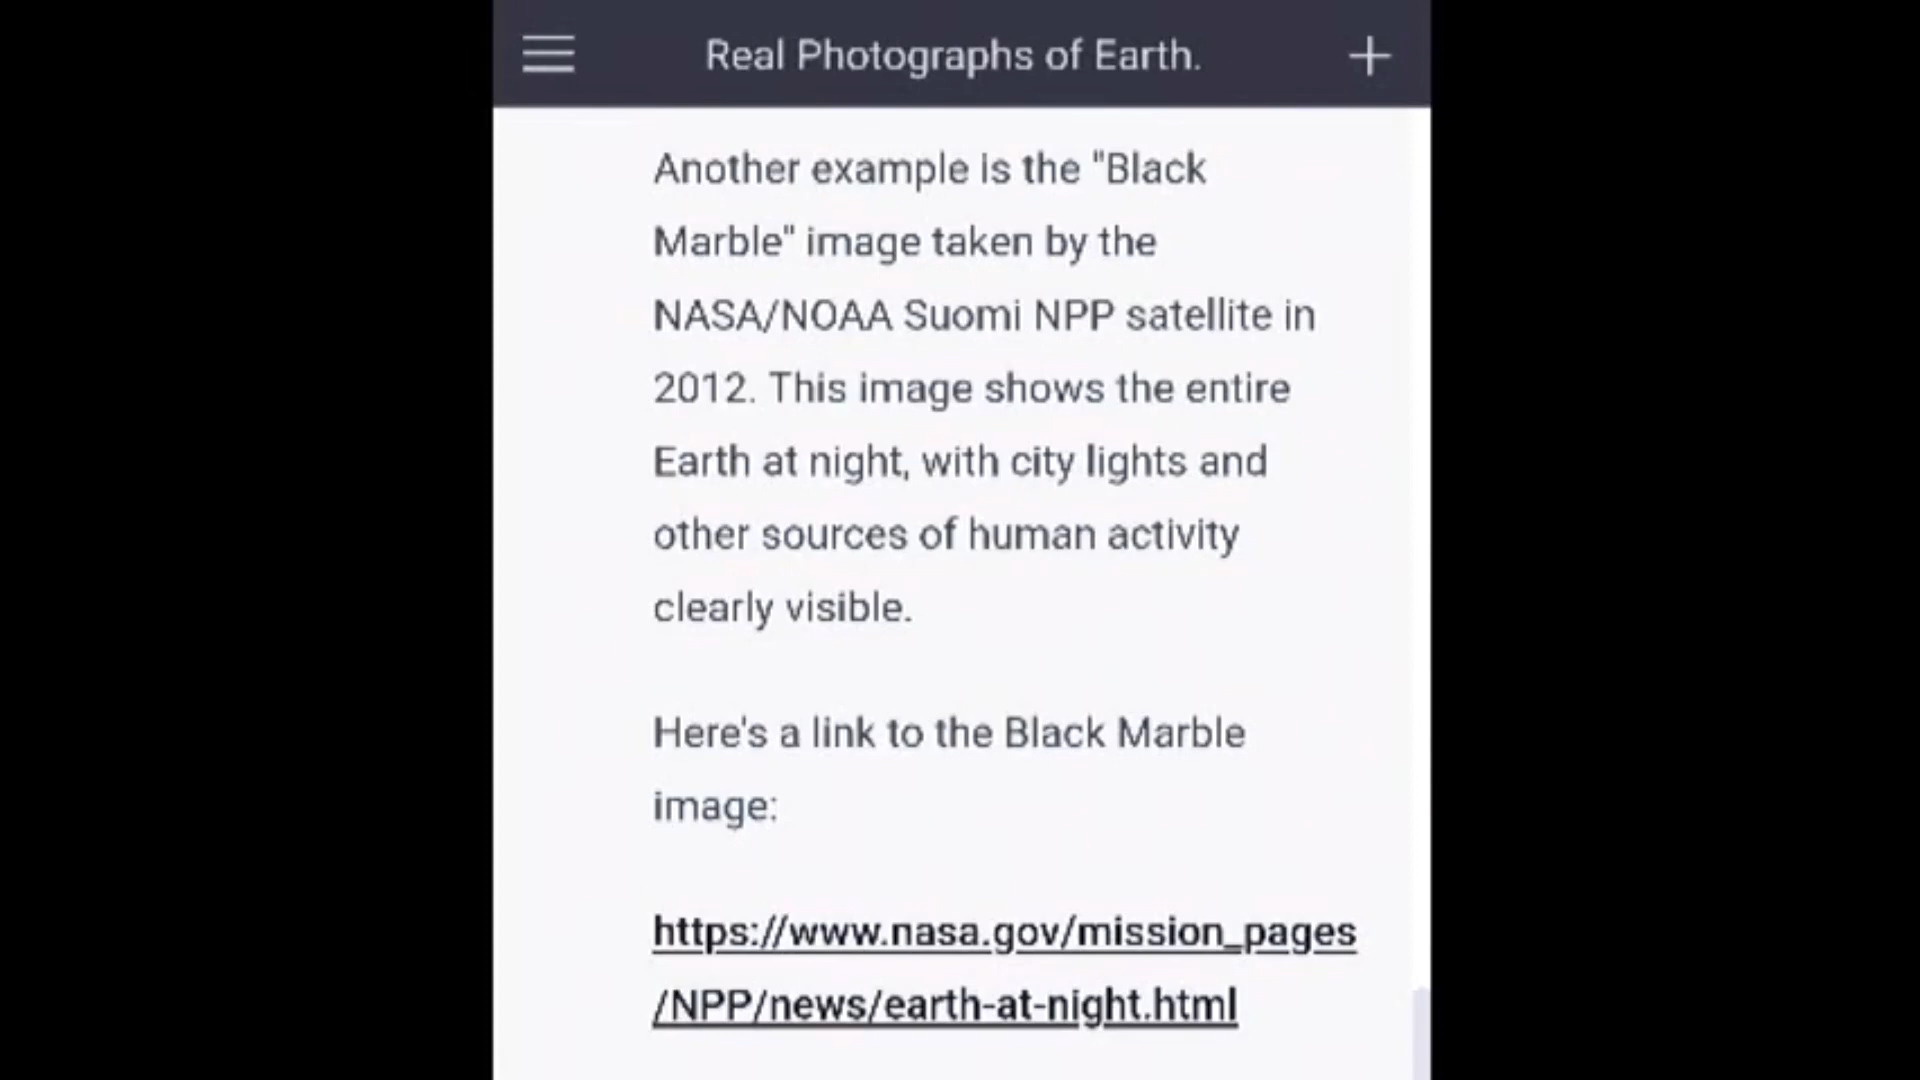 Real Photographs of Earth.
Another example is the "Black
Marble" image taken by the
NASA/NOAA Suomi NPP satellite in
2012. This image shows the entire
Earth at night, with city lights and
other sources of human activity
clearly visible.
Here's a link to the Black Marble
image:
https://www.nasa.gov/mission_pages
/NPP/news/earth-at-night.html